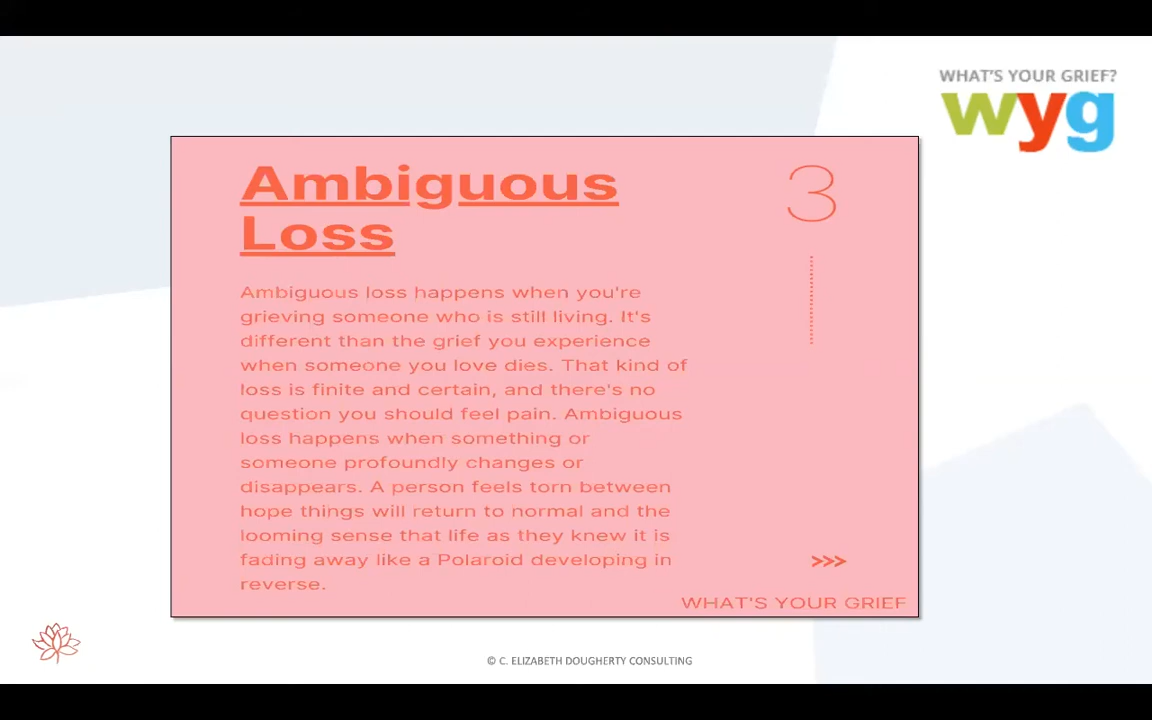 WHAT'S YOUR GRIEF?
wyg
Ambiguous
Loss
3
Ambiguous loss happens when you're
grieving someone who is still living. It's
different than the grief you experience
when someone you love dies. That kind of
loss is finite and certain, and there's no
question you should feel pain. Ambiguous
loss happens when something or
someone profoundly changes or
disappears. A person feels torn between
hope things will return to normal and the
looming sense that life as they knew it is
fading away like a Polaroid developing in
reverse.
>>>
WHAT'S YOUR GRIEF
© C. ELIZABETH DOUGHERTY CONSULTING